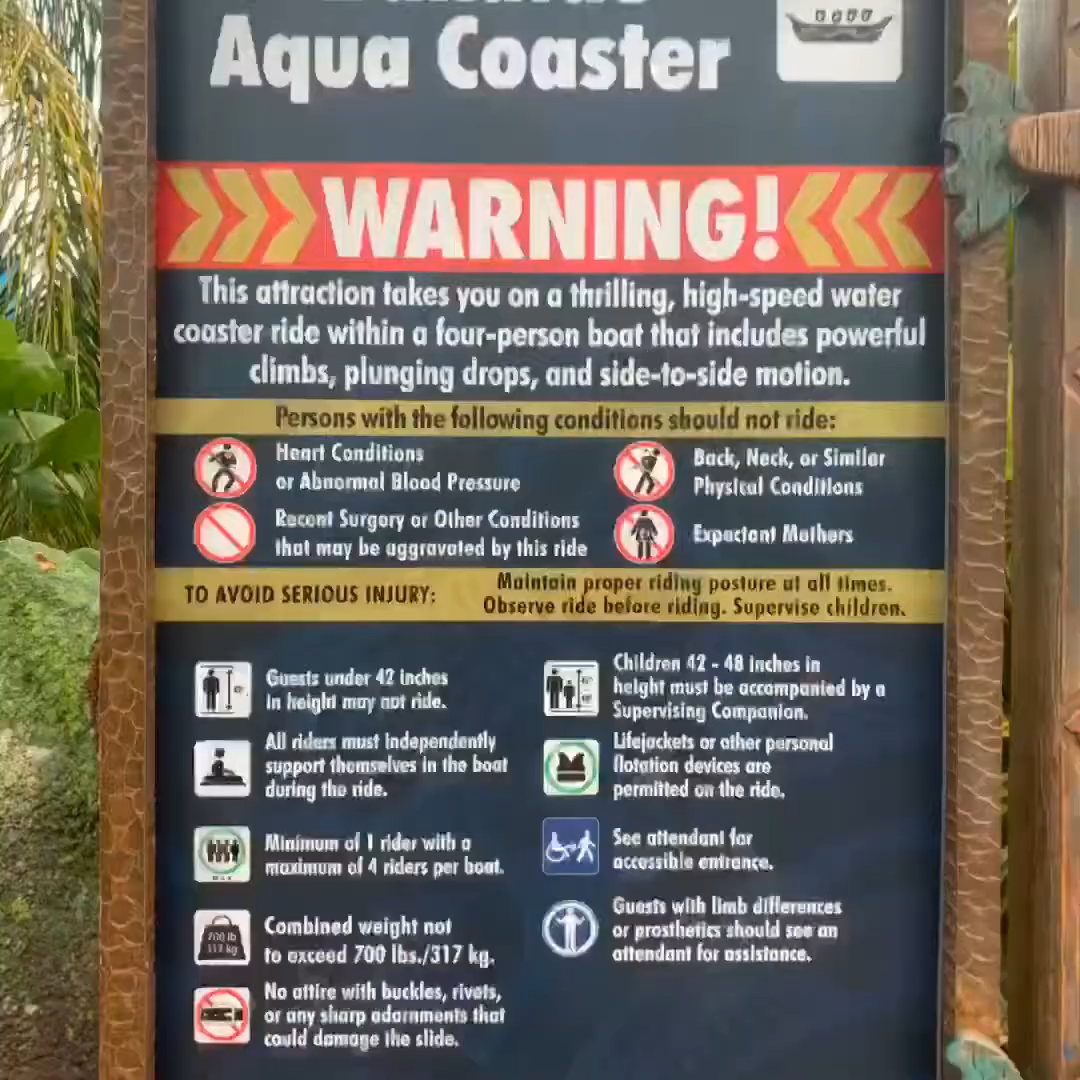 Aqua Coaster
WARNING!
This attraction takes you on a thrilling, high-speed water
coaster ride within a four-person boat that includes powerful
climbs, plunging drops, and side-to-side motion.
Persons with the following conditions should not ride:
Heart Conditions
or Abnormal Blood Pressure
Back, Neck, or Similar
Physical Conditions
Recent Surgery or Other Conditions
that may be aggravated by this ride
Expectant Mothers
TO AVOID SERIOUS INJURY:
Maintain proper riding posture at all times.
Observe ride before riding. Supervise children.
Guests under 42 inches
in height may not ride.
Children 42 - 48 inches in
height must be accompanied by a
Supervising Companion.
All riders must independently
support themselves in the boat
during the ride.
Lifejackets or other personal
flotation devices are
permitted on the ride.
Minimum of 1 rider with a
maximum of 4 riders per boat.
See attendant for
accessible entrance.
700 lb
317 kg
Combined weight not
to exceed 700 lbs./317 kg.
Guests with limb differences
or prosthetics should see an
attendant for assistance.
No attire with buckles, rivets,
or any sharp adornments that
could damage the slide.